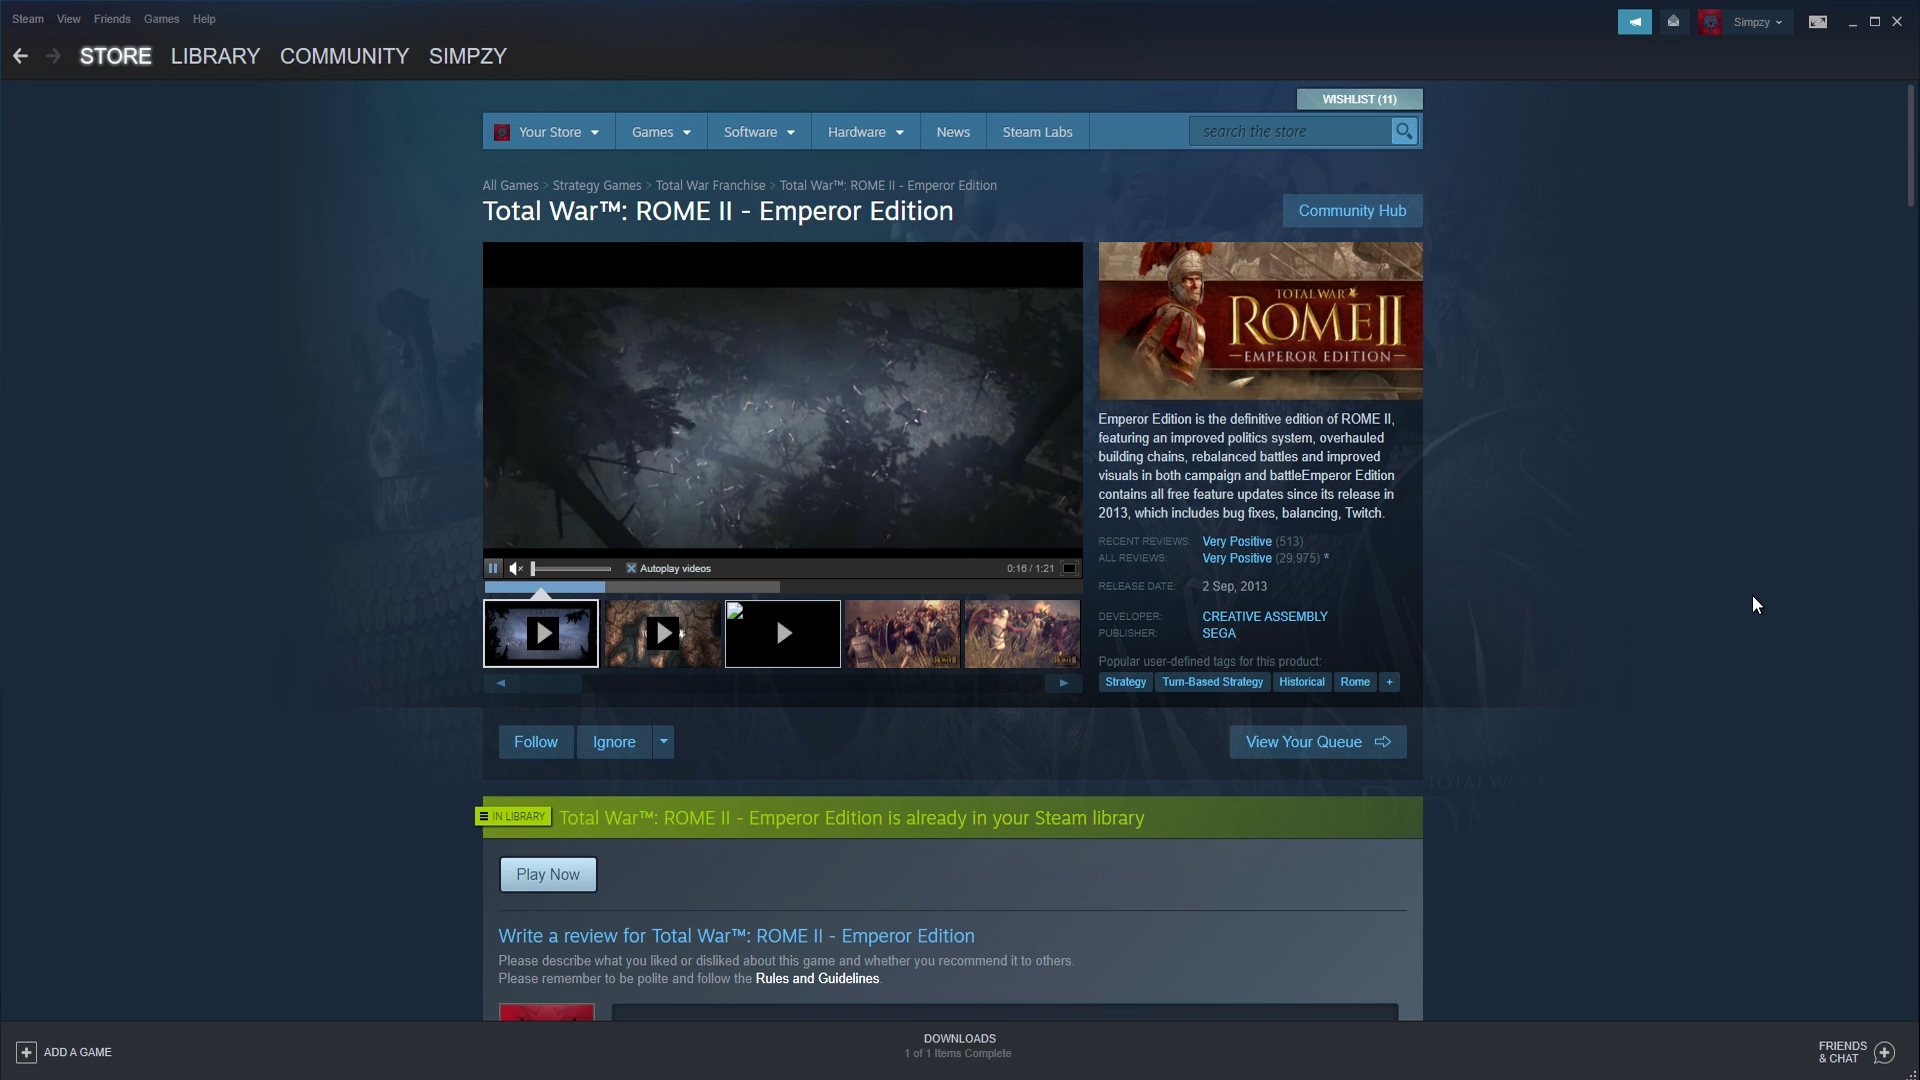 Steam View Friends Games Help
Simpzy
STORE LIBRARY COMMUNITY SIMPZY
WISHLIST (11)
Your Store Games Software Hardware News Steam Labs search the store
All Games > Strategy Games > Total War Franchise > Total War™: ROME II - Emperor Edition
Total War™: ROME II - Emperor Edition
Community Hub
TOTAL WAR
ROME II
EMPEROR EDITION
Emperor Edition is the definitive edition of ROME II,
featuring an improved politics system, overhauled
building chains, rebalanced battles and improved
visuals in both campaign and battleEmperor Edition
contains all free feature updates since its release in
2013, which includes bug fixes, balancing, Twitch.
RECENT REVIEWS: Very Positive (513)
ALL REVIEWS: Very Positive (29,975) *
RELEASE DATE: 2 Sep, 2013
DEVELOPER: CREATIVE ASSEMBLY
PUBLISHER: SEGA
Popular user-defined tags for this product:
Strategy Turn-Based Strategy Historical Rome +
Autoplay videos 0:16 / 1:21
Follow Ignore View Your Queue
TOTAL WAR
IN LIBRARY Total War™: ROME II - Emperor Edition is already in your Steam library
Play Now
Write a review for Total War™: ROME II - Emperor Edition
Please describe what you liked or disliked about this game and whether you recommend it to others.
Please remember to be polite and follow the Rules and Guidelines.
ADD A GAME
DOWNLOADS
1 of 1 Items Complete
FRIENDS
& CHAT